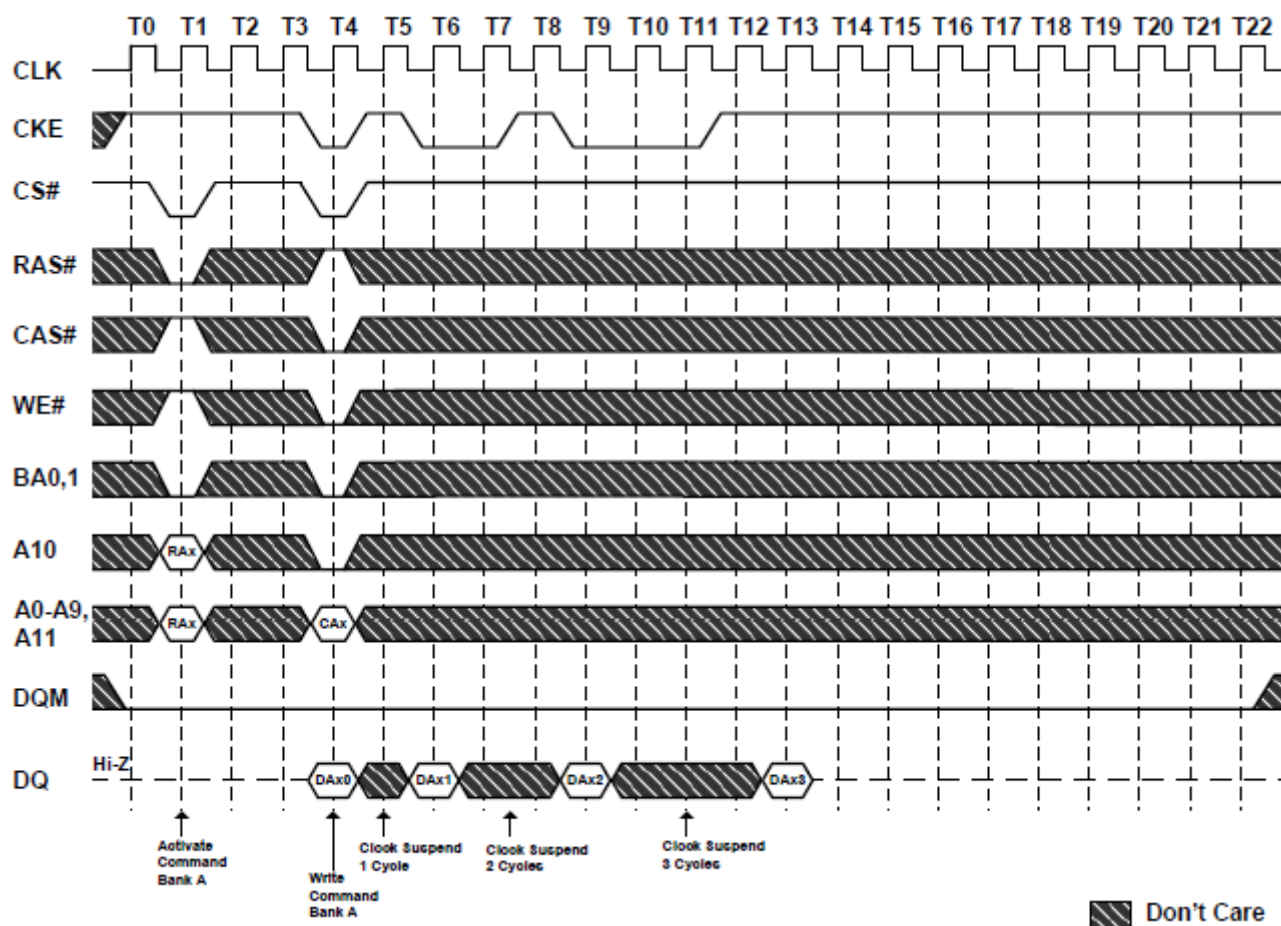 T0 T1 T2 T3 T4 T5 T6 T7 T8 T9 T10 T11 T12 T13 T14 T15 T16 T17 T18 T19 T20 T21 T22
CLK
CKE
CS#
RAS#
CAS#
WE#
BA0,1
A10 RAx
A0-A9,
A11 RAx CAx
DQM
Hi-Z
DQ DAx0 DAx1 DAx2 DAx3
Activate
Command
Bank A
Write
Command
Bank A
Clock Suspend
1 Cycle
Clock Suspend
2 Cycles
Clock Suspend
3 Cycles
Don't Care